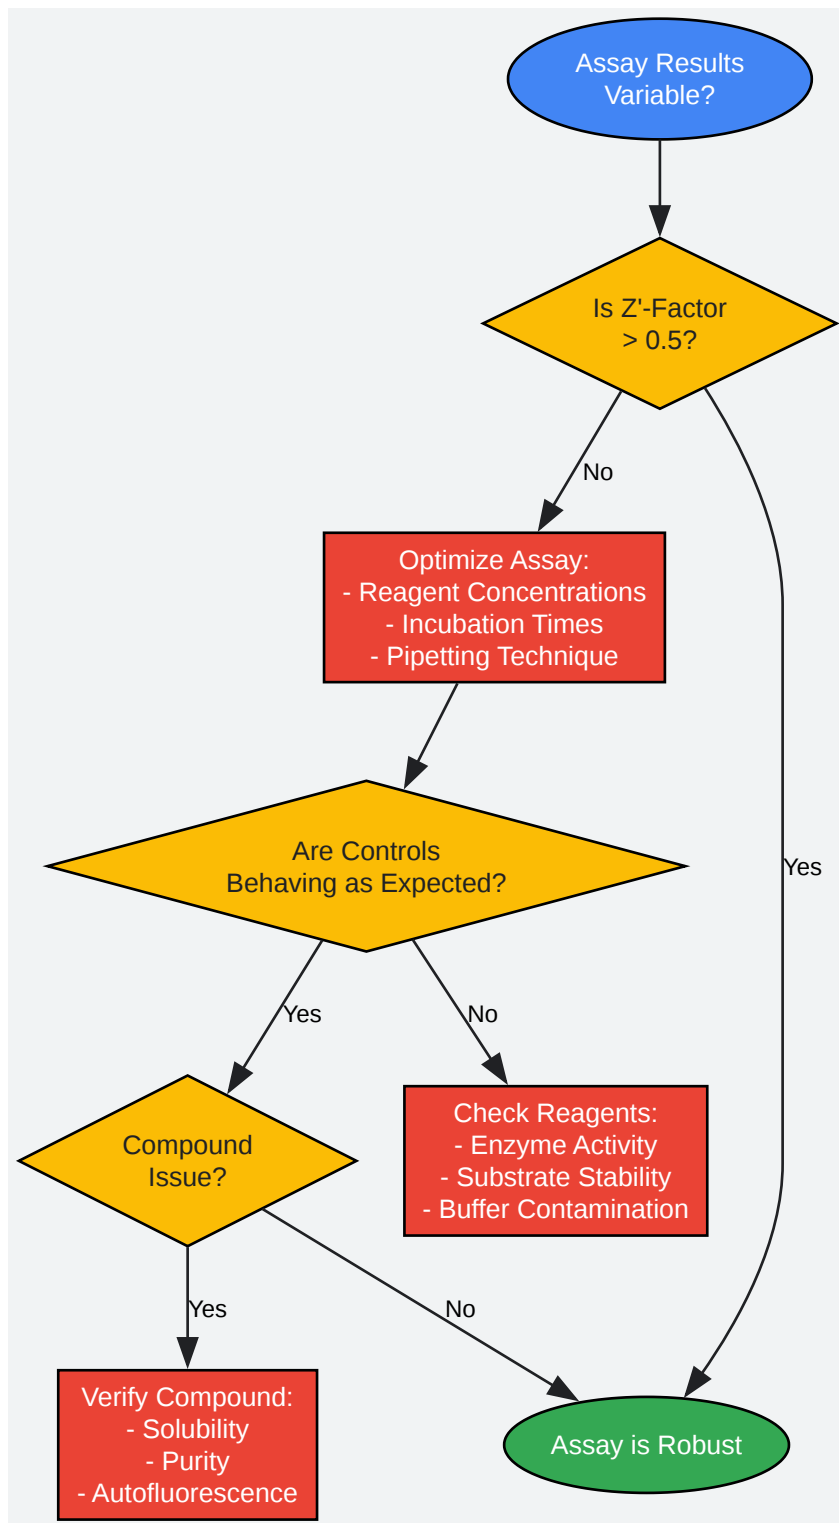 Assay Results
Variable?
Is Z'-Factor
> 0.5?
No
Optimize Assay:
- Reagent Concentrations
- Incubation Times
- Pipetting Technique
Are Controls
Behaving as Expected?
Yes
Yes
No
Compound
Issue?
Check Reagents:
- Enzyme Activity
- Substrate Stability
- Buffer Contamination
Yes
No
Verify Compound:
- Solubility
- Purity
- Autofluorescence
Assay is Robust